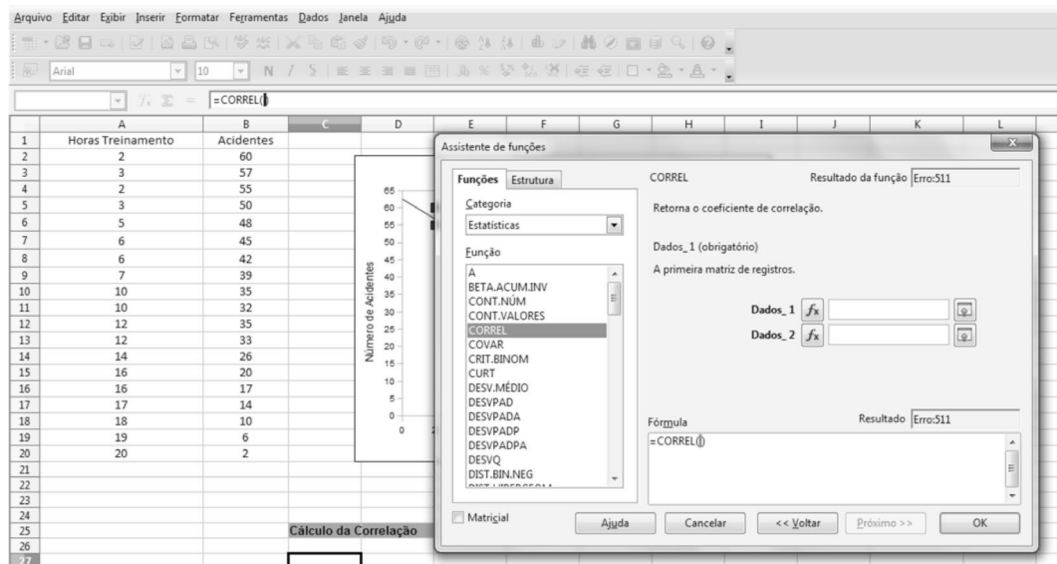 Arquivo Editar Exibir Inserir Formatar Ferramentas Dados Janela Ajuda
Arial 10 N I S
=CORREL()
A B C D E F G H I J K L
1 Horas Treinamento Acidentes
2 2 60
3 3 57
4 2 55
5 3 50
6 5 48
7 6 45
8 6 42
9 7 39
10 10 35
11 10 32
12 12 35
13 12 33
14 14 26
15 16 20
16 16 17
17 17 14
18 18 10
19 19 6
20 20 2
21
22
23
24
25 Cálculo da Correlação
26
27
Número de Acidentes
65
60
55
50
45
40
35
30
25
20
15
10
5
0
0
Assistente de funções
Funções Estrutura
CORREL Resultado da função Erro:511
Categoria
Estatísticas
Retorna o coeficiente de correlação.
Função
Dados_1 (obrigatório)
A primeira matriz de registros.
A
BETA.ACUM.INV
CONT.NÚM
CONT.VALORES
CORREL
COVAR
CRIT.BINOM
CURT
DESV.MÉDIO
DESVPAD
DESVPADA
DESVPADP
DESVPADPA
DESVQ
DIST.BIN.NEG
Dados_ 1 fx
Dados_ 2 fx
Fórmula Resultado Erro:511
=CORREL()
Matricial Ajuda Cancelar << Voltar Próximo >> OK